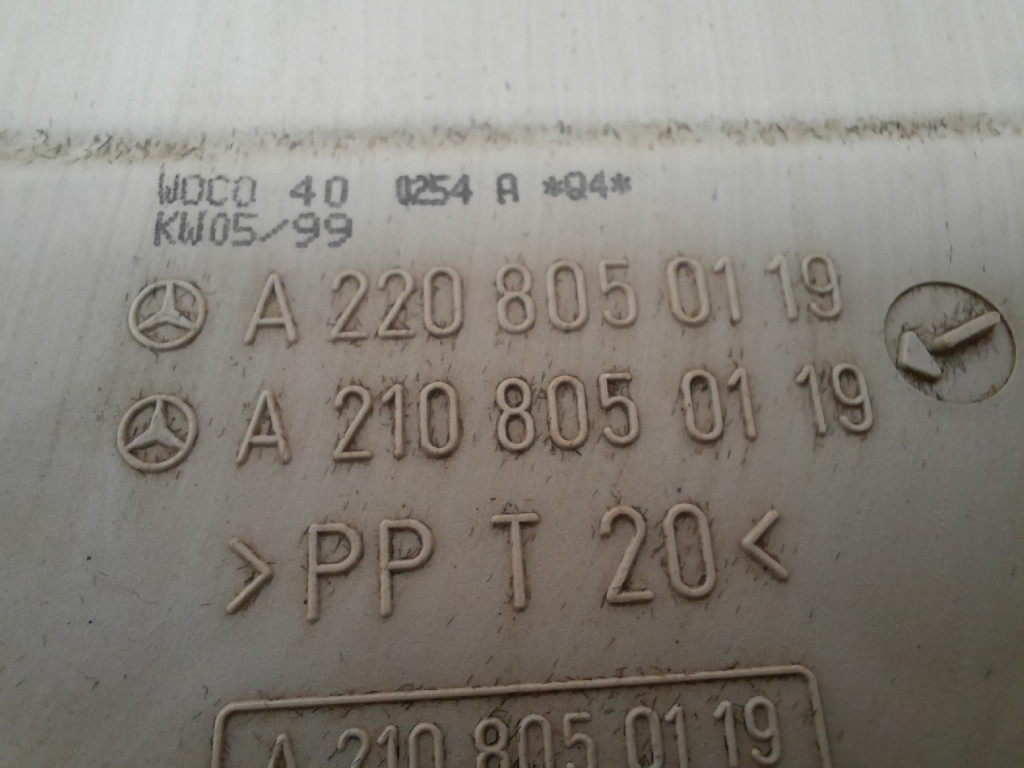 WOCO 40 0254 A *Q4*
KW05/99
A 220 805 01 19
A 210 805 01 19
>PP T 20<
A 210 805 01 19